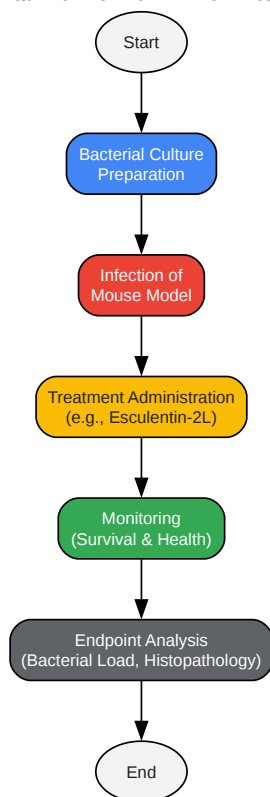 Start
Bacterial Culture
Preparation
Infection of
Mouse Model
Treatment Administration
(e.g., Esculentin-2L)
Monitoring
(Survival & Health)
Endpoint Analysis
(Bacterial Load, Histopathology)
End